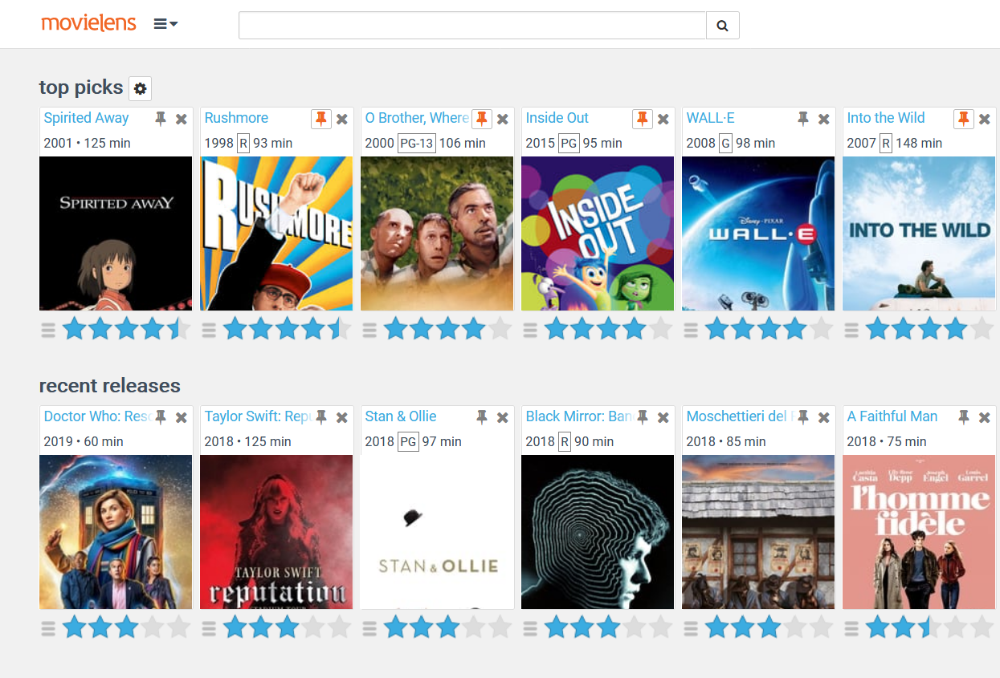 movielens
top picks
Spirited Away
2001 • 125 min
SPIRITED AWAY
Rushmore
1998 R 93 min
RUSHMORE
O Brother, Where
2000 PG-13 106 min
Inside Out
2015 PG 95 min
INSIDE
OUT
WALL·E
2008 G 98 min
Disney · PIXAR
WALL·E
Into the Wild
2007 R 148 min
INTO THE WILD
recent releases
Doctor Who: Reso
2019 • 60 min
Taylor Swift: Repu
2018 • 125 min
TAYLOR SWIFT
reputation
STADIUM TOUR
Stan & Ollie
2018 PG 97 min
STAN & OLLIE
Black Mirror: Ban
2018 R 90 min
Moschettieri del
2018 • 85 min
A Faithful Man
2018 • 75 min
Laetitia Casta
Lily-Rose Depp
Joseph Engel
Louis Garrel
l'homme
fidèle